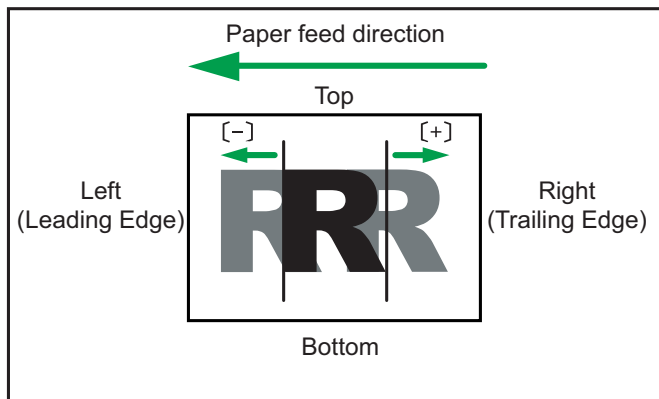 Paper feed direction
Top
[−] [+]
Left
(Leading Edge)
RRR
Right
(Trailing Edge)
Bottom